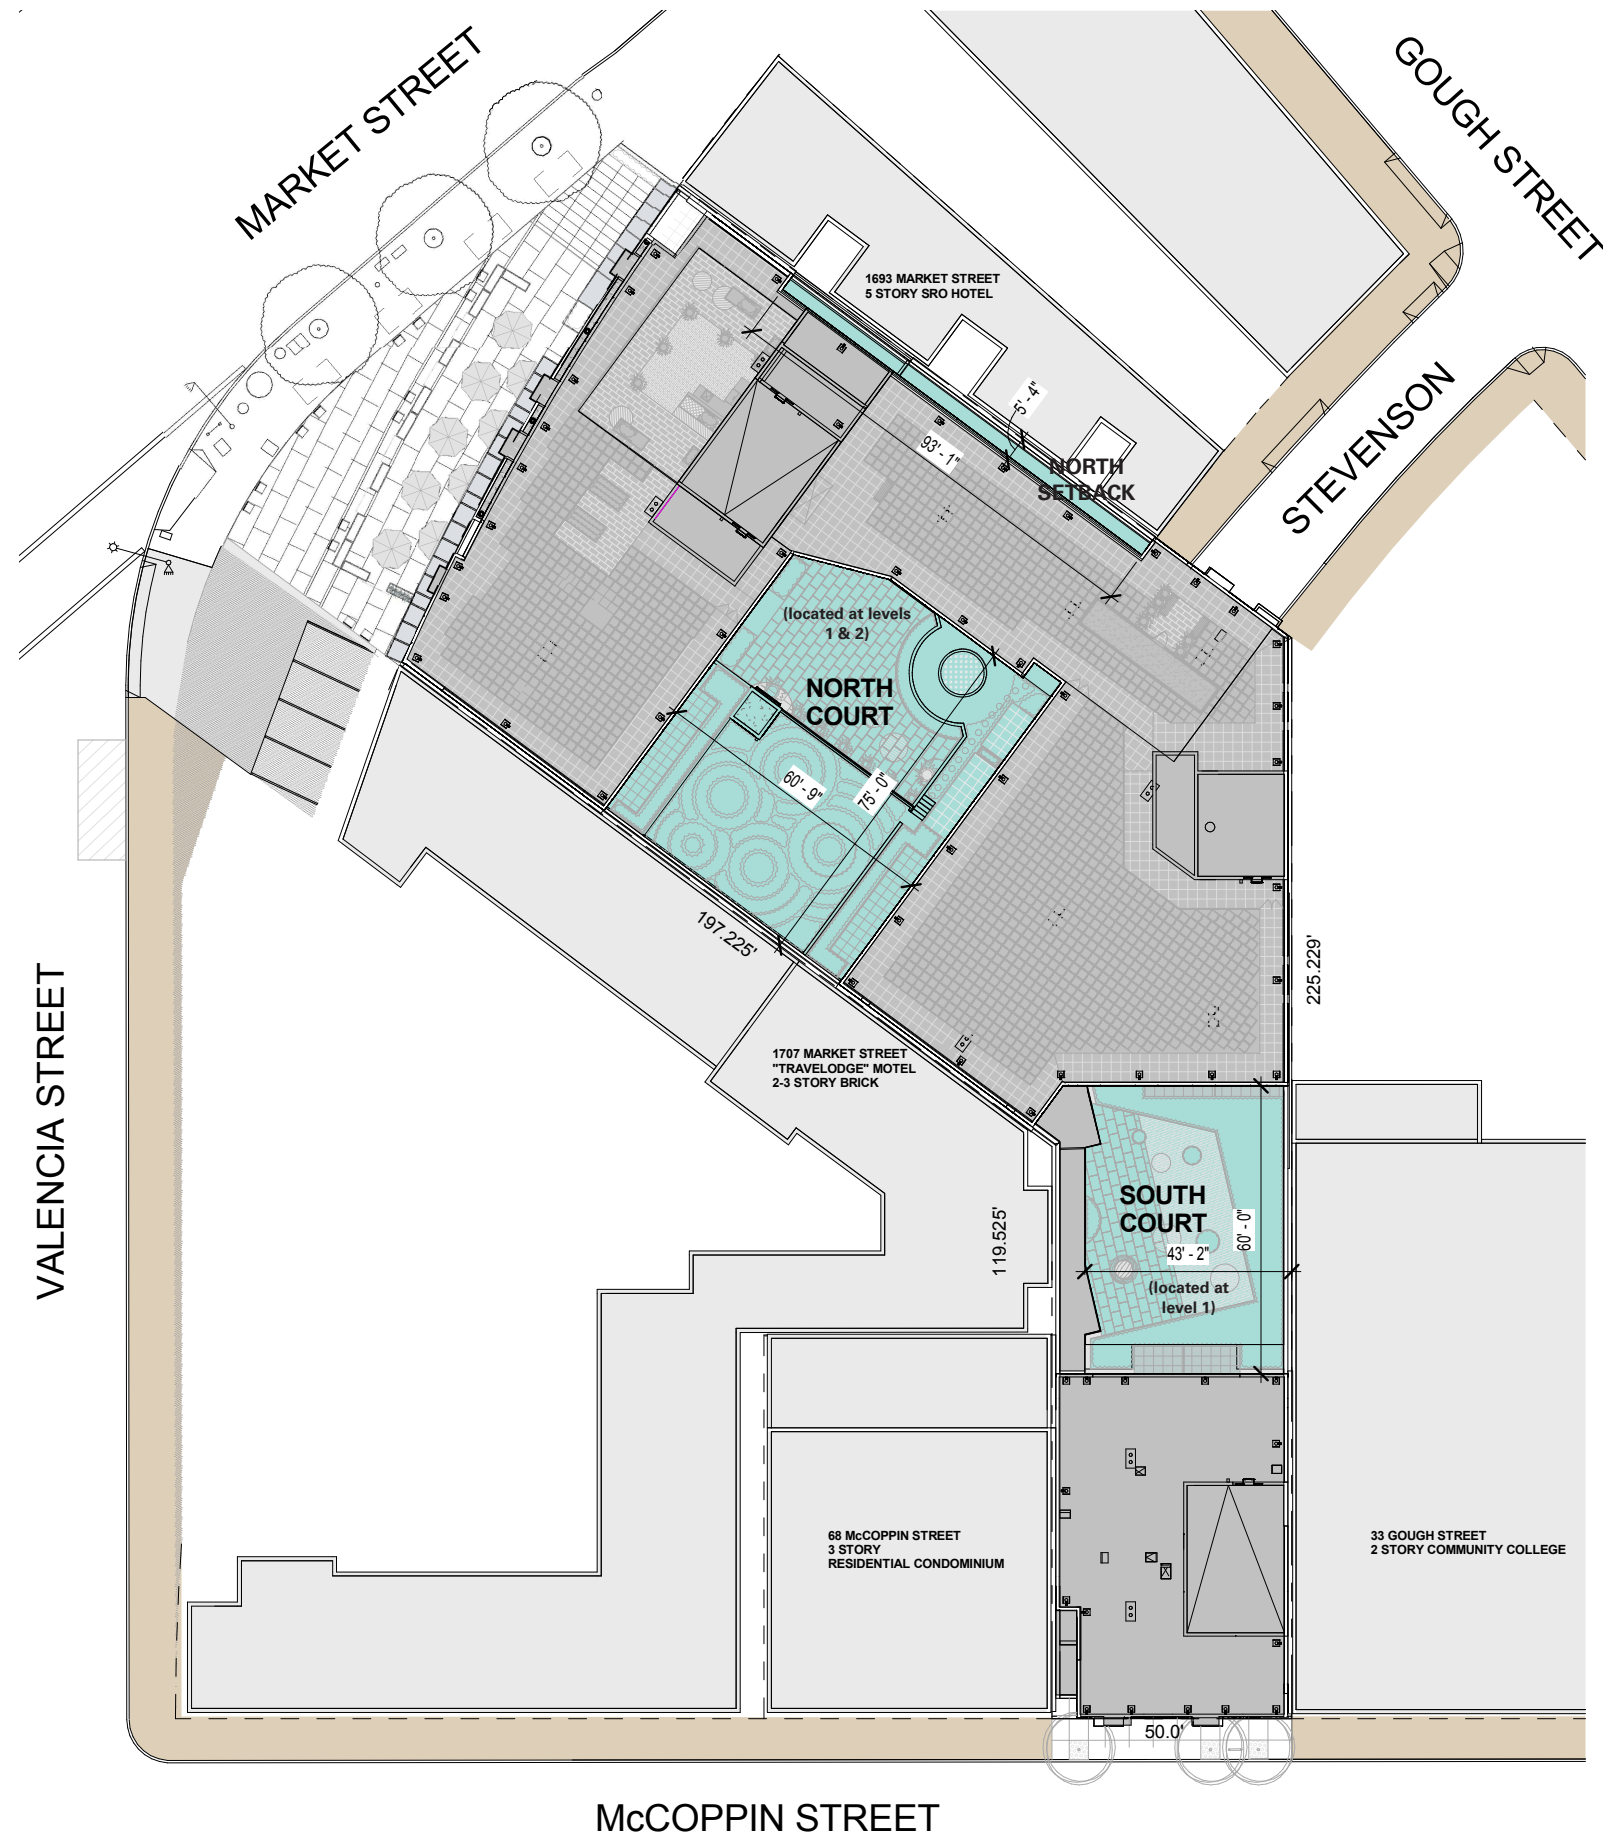 MARKET STREET
GOUGH STREET
1693 MARKET STREET
5 STORY SRO HOTEL
5' - 4"
93' - 1"
NORTH
SETBACK
STEVENSON
(located at levels
1 & 2)
NORTH
COURT
60' - 9"
75' - 0"
197.225'
225.229'
VALENCIA STREET
1707 MARKET STREET
"TRAVELODGE" MOTEL
2-3 STORY BRICK
SOUTH
COURT
119.525'
43' - 2"
60' - 0"
(located at
level 1)
68 McCOPPIN STREET
3 STORY
RESIDENTIAL CONDOMINIUM
33 GOUGH STREET
2 STORY COMMUNITY COLLEGE
50.0'
McCOPPIN STREET